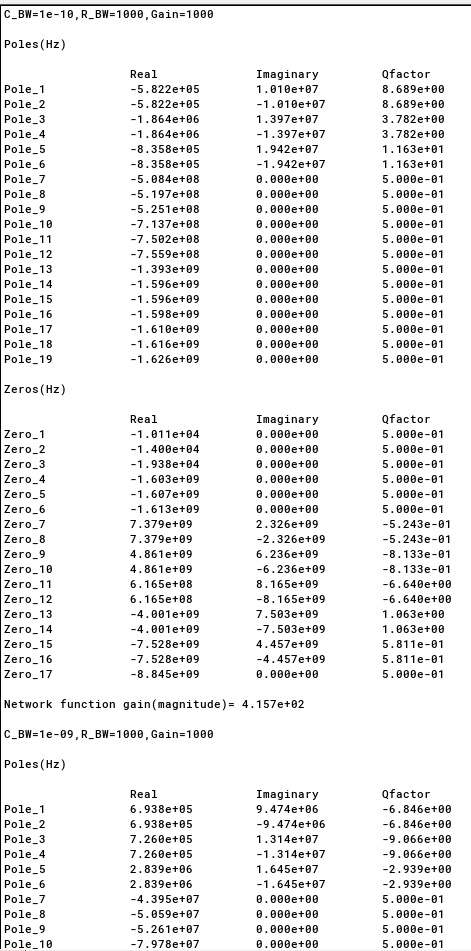 C_BW=1e-10,R_BW=1000,Gain=1000
Poles(Hz)
Real Imaginary Qfactor
Pole_1 -5.822e+05 1.010e+07 8.689e+00
Pole_2 -5.822e+05 -1.010e+07 8.689e+00
Pole_3 -1.864e+06 1.397e+07 3.782e+00
Pole_4 -1.864e+06 -1.397e+07 3.782e+00
Pole_5 -8.358e+05 1.942e+07 1.163e+01
Pole_6 -8.358e+05 -1.942e+07 1.163e+01
Pole_7 -5.084e+08 0.000e+00 5.000e-01
Pole_8 -5.197e+08 0.000e+00 5.000e-01
Pole_9 -5.251e+08 0.000e+00 5.000e-01
Pole_10 -7.137e+08 0.000e+00 5.000e-01
Pole_11 -7.502e+08 0.000e+00 5.000e-01
Pole_12 -7.559e+08 0.000e+00 5.000e-01
Pole_13 -1.393e+09 0.000e+00 5.000e-01
Pole_14 -1.596e+09 0.000e+00 5.000e-01
Pole_15 -1.596e+09 0.000e+00 5.000e-01
Pole_16 -1.598e+09 0.000e+00 5.000e-01
Pole_17 -1.610e+09 0.000e+00 5.000e-01
Pole_18 -1.616e+09 0.000e+00 5.000e-01
Pole_19 -1.626e+09 0.000e+00 5.000e-01
Zeros(Hz)
Real Imaginary Qfactor
Zero_1 -1.011e+04 0.000e+00 5.000e-01
Zero_2 -1.400e+04 0.000e+00 5.000e-01
Zero_3 -1.938e+04 0.000e+00 5.000e-01
Zero_4 -1.603e+09 0.000e+00 5.000e-01
Zero_5 -1.607e+09 0.000e+00 5.000e-01
Zero_6 -1.613e+09 0.000e+00 5.000e-01
Zero_7 7.379e+09 2.326e+09 -5.243e-01
Zero_8 7.379e+09 -2.326e+09 -5.243e-01
Zero_9 4.861e+09 6.236e+09 -8.133e-01
Zero_10 4.861e+09 -6.236e+09 -8.133e-01
Zero_11 6.165e+08 8.165e+09 -6.640e+00
Zero_12 6.165e+08 -8.165e+09 -6.640e+00
Zero_13 -4.001e+09 7.503e+09 1.063e+00
Zero_14 -4.001e+09 -7.503e+09 1.063e+00
Zero_15 -7.528e+09 4.457e+09 5.811e-01
Zero_16 -7.528e+09 -4.457e+09 5.811e-01
Zero_17 -8.845e+09 0.000e+00 5.000e-01
Network function gain(magnitude)= 4.157e+02
C_BW=1e-09,R_BW=1000,Gain=1000
Poles(Hz)
Real Imaginary Qfactor
Pole_1 6.938e+05 9.474e+06 -6.846e+00
Pole_2 6.938e+05 -9.474e+06 -6.846e+00
Pole_3 7.260e+05 1.314e+07 -9.066e+00
Pole_4 7.260e+05 -1.314e+07 -9.066e+00
Pole_5 2.839e+06 1.645e+07 -2.939e+00
Pole_6 2.839e+06 -1.645e+07 -2.939e+00
Pole_7 -4.395e+07 0.000e+00 5.000e-01
Pole_8 -5.059e+07 0.000e+00 5.000e-01
Pole_9 -5.261e+07 0.000e+00 5.000e-01
Pole_10 -7.978e+07 0.000e+00 5.000e-01